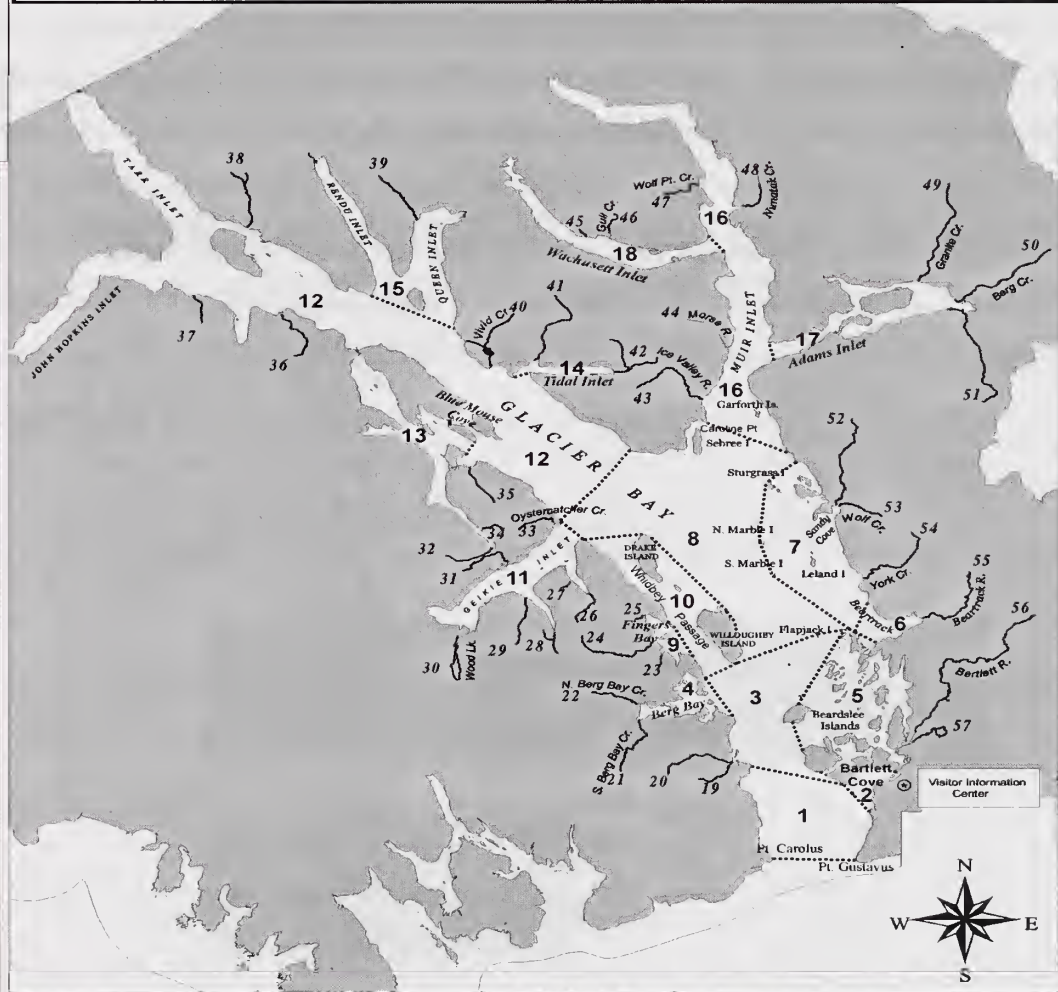 38
39
TARR INLET
RENDU INLET
QUEEN INLET
Wolf Pt. Cr.
47
48
Nunatak Cr.
49
50
45
Gull Cr.
46
16
Granite Cr.
Berg Cr.
18
Wachusett Inlet
JOHN HOPKINS INLET
12
15
37
36
Vivid Cr
40
41
44
Morse R.
MUIR INLET
17
Adams Inlet
51
14
Tidal Inlet
42
Ice Valley R.
43
16
Garforth Is.
Blue Mouse Cove
GLACIER
BAY
Caroline Pt
Sebree I
52
13
12
Sturgrass I
35
Oystercatcher Cr.
33
34
32
31
N. Marble I
8
7
Sandy Cove
53
Wolf Cr.
54
DRAKE
ISLAND
S. Marble I
Leland I
York Cr.
55
GEIKIE INLET
11
27
26
Whidbey
Passage
10
Beartrack
6
Beartrack R.
56
25
Fingers
Bay
24
9
23
WILLOUGHBY
ISLAND
Flapjack I
30
Wood Lk.
29
28
N. Berg Bay Cr.
22
4
Berg Bay
3
5
Bartlett R.
Beardslee
Islands
57
S. Berg Bay Cr.
21
20
19
Bartlett
Cove
2
Visitor Information
Center
1
Pt. Carolus
Pt. Gustavus
N
W
E
S